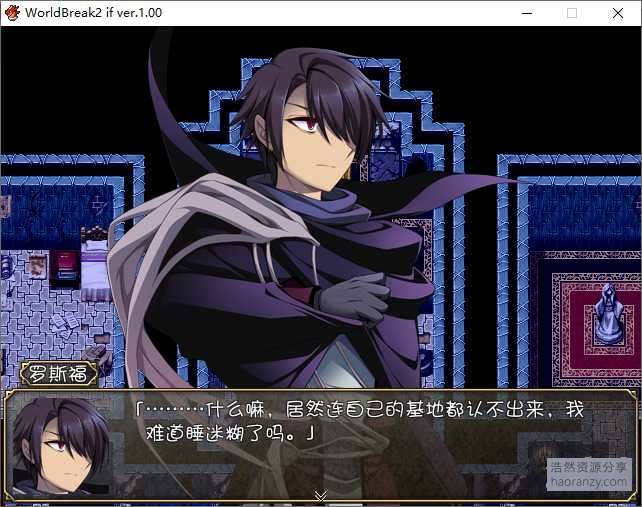 WorldBreak2 if ver.1.00
罗斯福
「………什么嘛，居然连自己的基地都认不出来，我
难道睡迷糊了吗。」
浩然资源分享
haoranzy.com